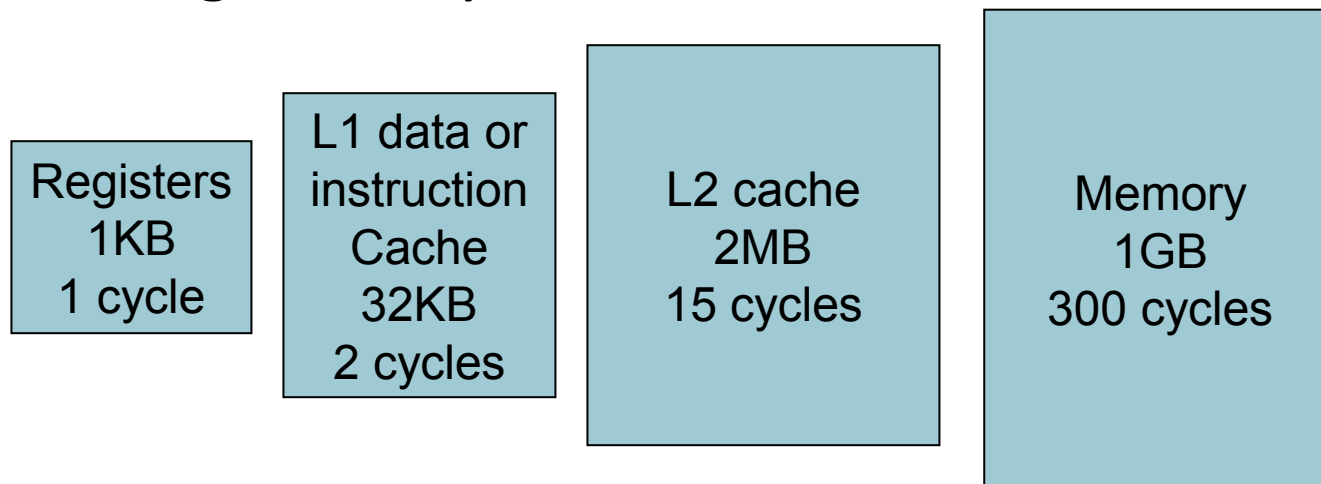 Registers
1KB
1 cycle
L1 data or
instruction
Cache
32KB
2 cycles
L2 cache
2MB
15 cycles
Memory
1GB
300 cycles